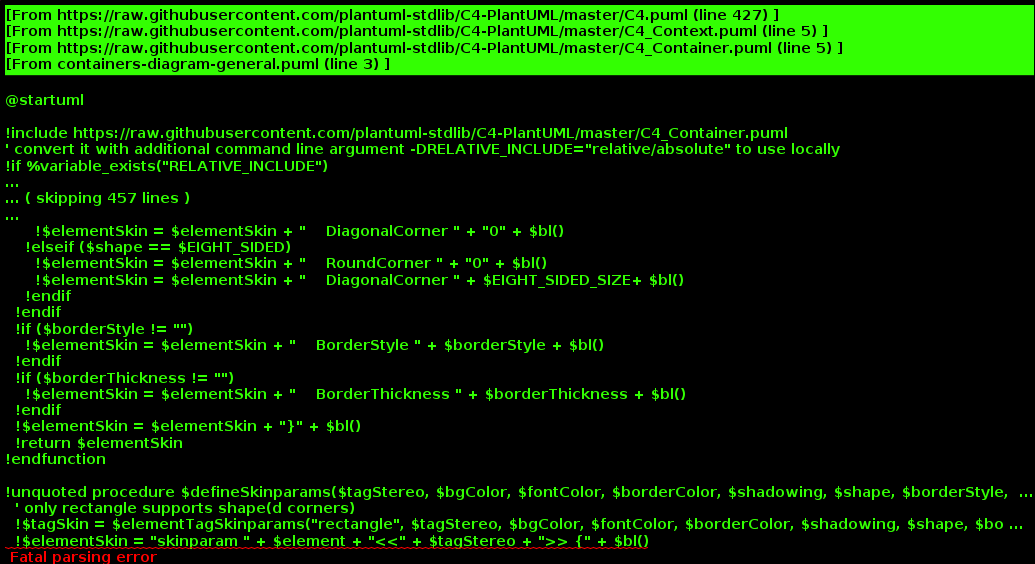 [From https://raw.githubusercontent.com/plantuml-stdlib/C4-PlantUML/master/C4.puml (line 427) ]
[From https://raw.githubusercontent.com/plantuml-stdlib/C4-PlantUML/master/C4_Context.puml (line 5) ]
[From https://raw.githubusercontent.com/plantuml-stdlib/C4-PlantUML/master/C4_Container.puml (line 5) ]
[From containers-diagram-general.puml (line 3) ]
@startuml
!include https://raw.githubusercontent.com/plantuml-stdlib/C4-PlantUML/master/C4_Container.puml
' convert it with additional command line argument -DRELATIVE_INCLUDE="relative/absolute" to use locally
!if %variable_exists("RELATIVE_INCLUDE")
...
... ( skipping 457 lines )
...
!$elementSkin = $elementSkin + "    DiagonalCorner " + "0" + $bl()
!elseif ($shape == $EIGHT_SIDED)
!$elementSkin = $elementSkin + "    RoundCorner " + "0" + $bl()
!$elementSkin = $elementSkin + "    DiagonalCorner " + $EIGHT_SIDED_SIZE+ $bl()
!endif
!endif
!if ($borderStyle != "")
!$elementSkin = $elementSkin + "    BorderStyle " + $borderStyle + $bl()
!endif
!if ($borderThickness != "")
!$elementSkin = $elementSkin + "    BorderThickness " + $borderThickness + $bl()
!endif
!$elementSkin = $elementSkin + "}" + $bl()
!return $elementSkin
!endfunction
!unquoted procedure $defineSkinparams($tagStereo, $bgColor, $fontColor, $borderColor, $shadowing, $shape, $borderStyle,  ...
' only rectangle supports shape(d corners)
!$tagSkin = $elementTagSkinparams("rectangle", $tagStereo, $bgColor, $fontColor, $borderColor, $shadowing, $shape, $bo ...
!$elementSkin = "skinparam " + $element + "<<" + $tagStereo + ">> {" + $bl()
Fatal parsing error